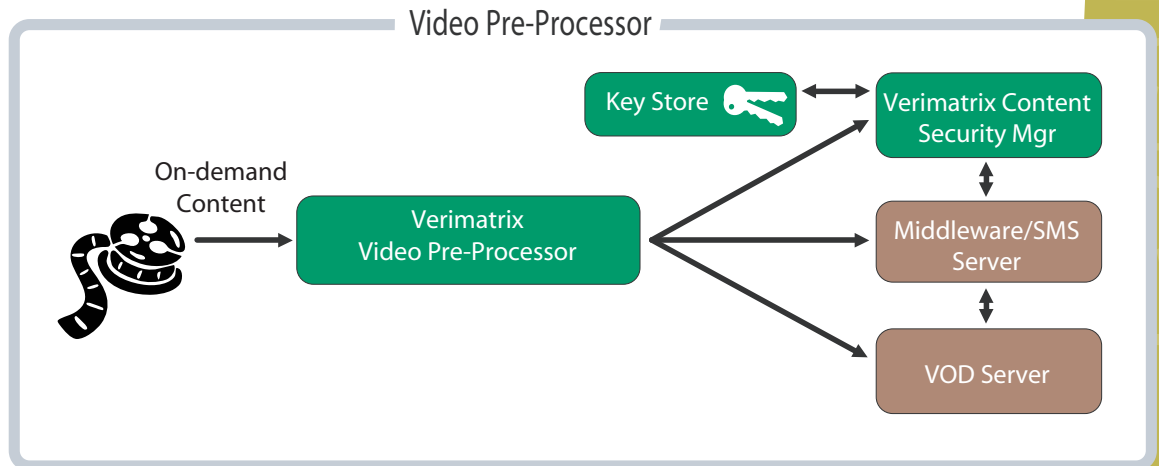 Video Pre-Processor
Key Store
Verimatrix Content
Security Mgr
On-demand
Content
Verimatrix
Video Pre-Processor
Middleware/SMS
Server
VOD Server